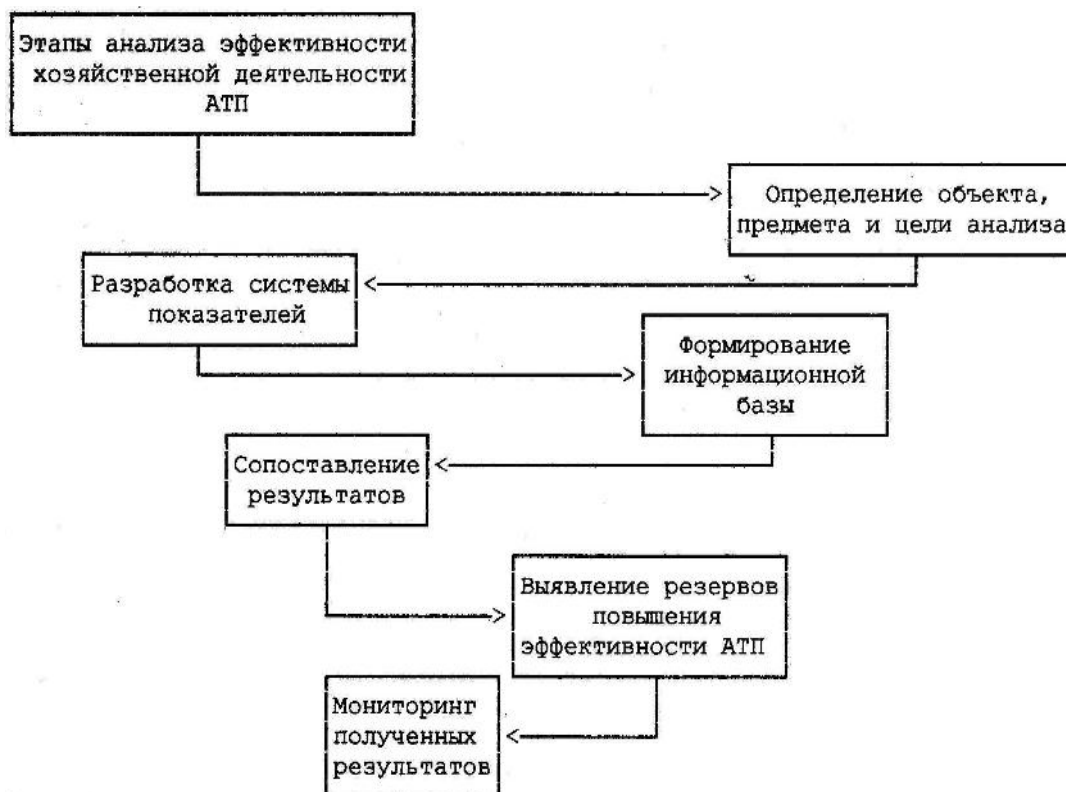 Этапы анализа эффективности
хозяйственной деятельности
АТП
Определение объекта,
предмета и цели анализа
Разработка системы
показателей
Формирование
информационной
базы
Сопоставление
результатов
Выявление резервов
повышения
эффективности АТП
Мониторинг
полученных
результатов